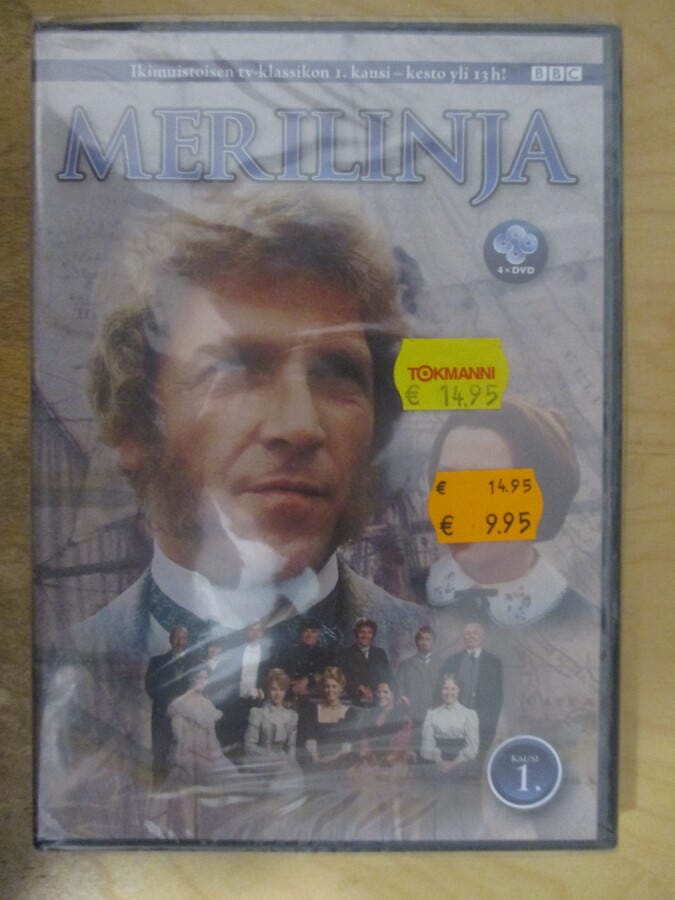 Ikimuistoisen tv-klassikon 1. kausi – kesto yli 13 h!
BBC
MERILINJA
4 × DVD
TOKMANNI
€ 14.95
€ 14.95
€ 9.95
KAUSI
1.